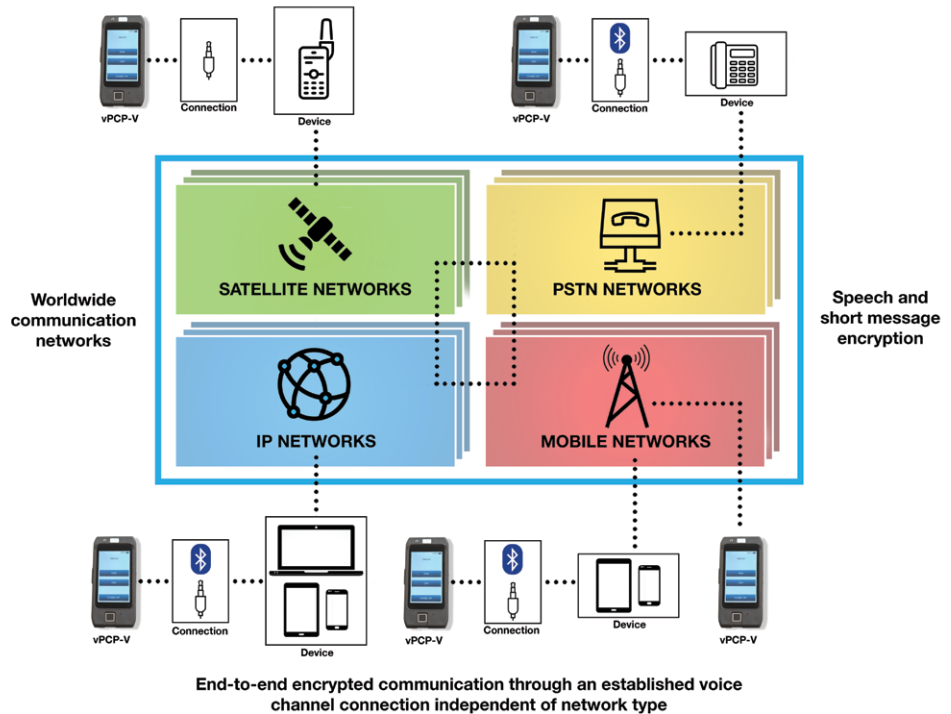 vPCP-V
Connection
Device
vPCP-V
Connection
Device
Worldwide
communication
networks
SATELLITE NETWORKS
PSTN NETWORKS
IP NETWORKS
MOBILE NETWORKS
Speech and
short message
encryption
vPCP-V
Connection
Device
vPCP-V
Connection
Device
vPCP-V
End-to-end encrypted communication through an established voice
channel connection independent of network type